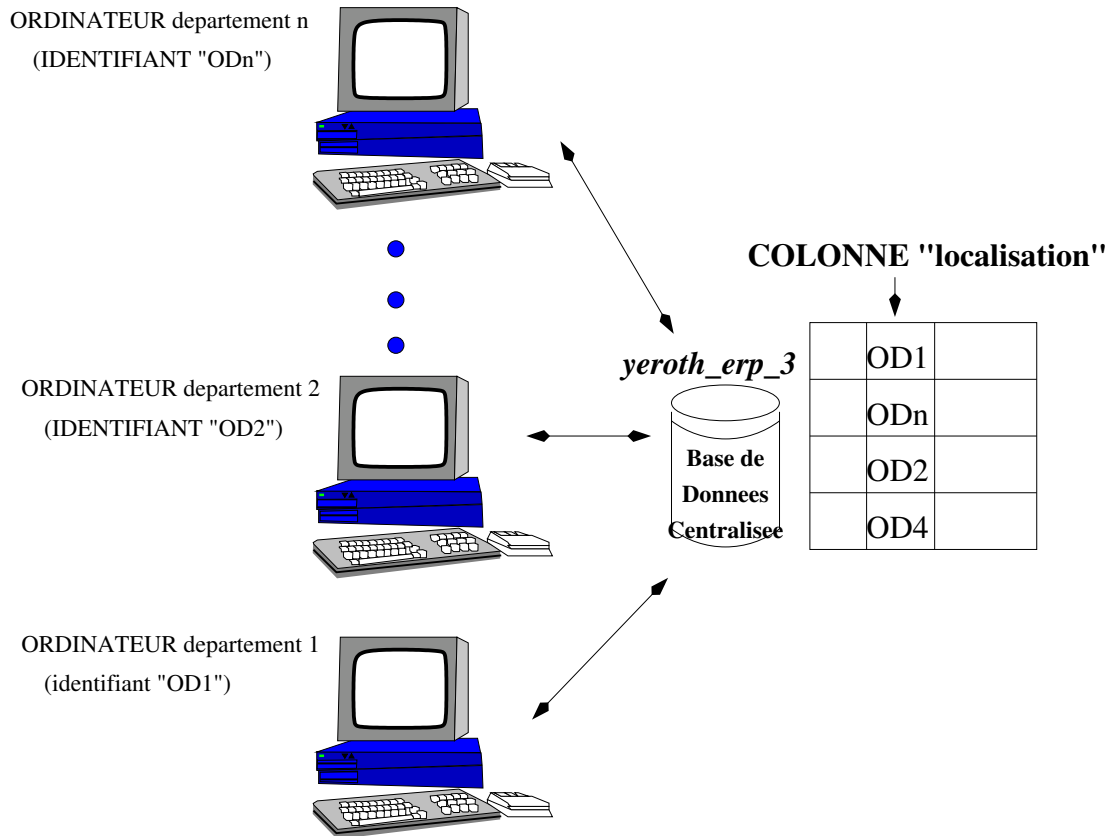 ORDINATEUR departement n
(IDENTIFIANT "ODn")
COLONNE "localisation"
yeroth_erp_3
OD1
ODn
OD2
OD4
Base de
Donnees
Centralisee
ORDINATEUR departement 2
(IDENTIFIANT "OD2")
ORDINATEUR departement 1
(identifiant "OD1")